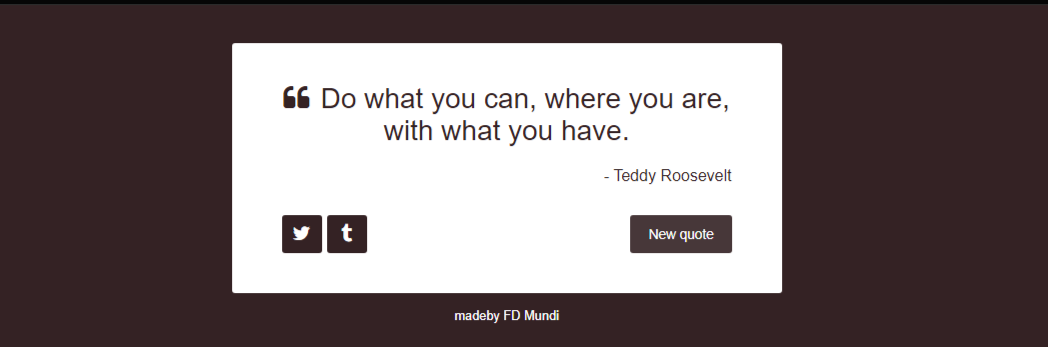 ❝ Do what you can, where you are,
with what you have.
- Teddy Roosevelt
New quote
madeby FD Mundi